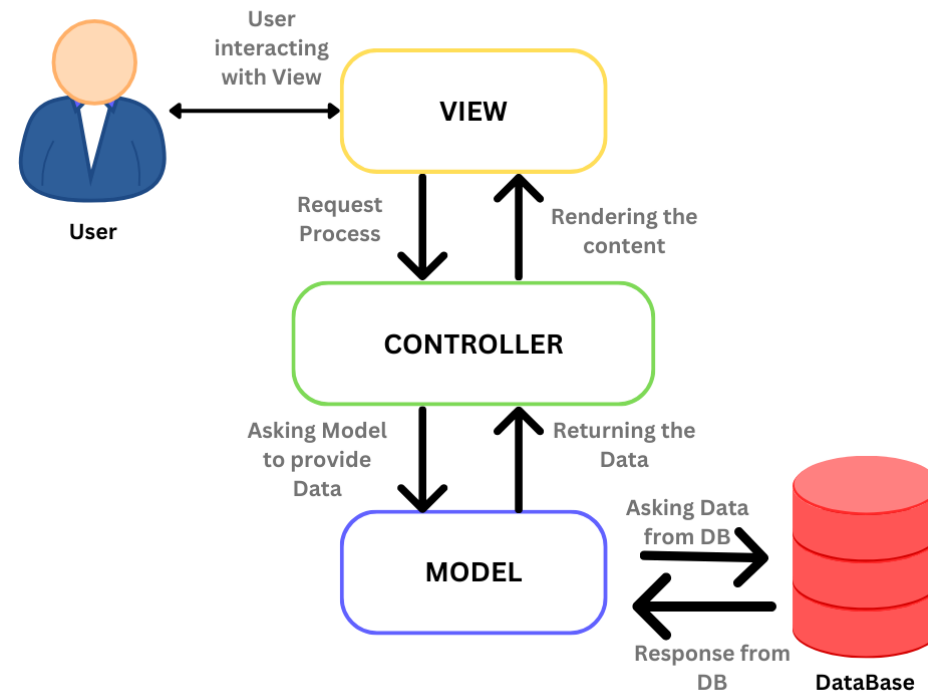 User
interacting
with View
VIEW
User
Request
Process
Rendering the
content
CONTROLLER
Asking Model
to provide
Data
Returning the
Data
MODEL
Asking Data
from DB
Response from
DB
DataBase